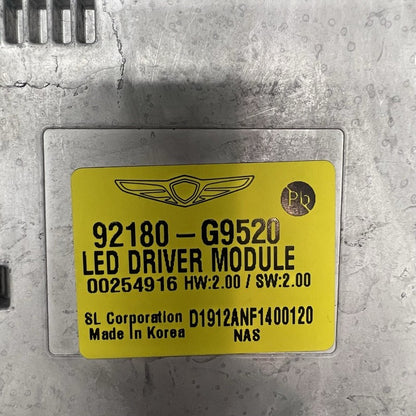 Pb
92180-G9520
LED DRIVER MODULE
00254916 HW:2.00 / SW:2.00
SL Corporation D1912ANF1400120
Made In Korea NAS